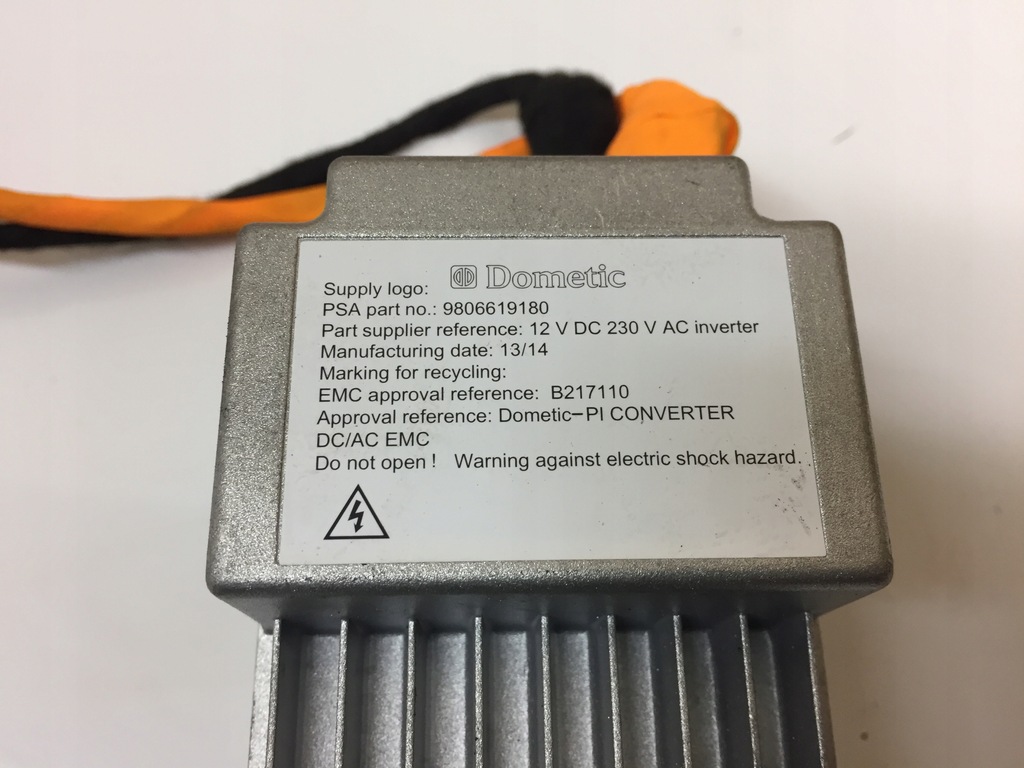 Supply logo: Dometic
PSA part no.: 9806619180
Part supplier reference: 12 V DC 230 V AC inverter
Manufacturing date: 13/14
Marking for recycling:
EMC approval reference: B217110
Approval reference: Dometic-PI CONVERTER
DC/AC EMC
Do not open ! Warning against electric shock hazard.